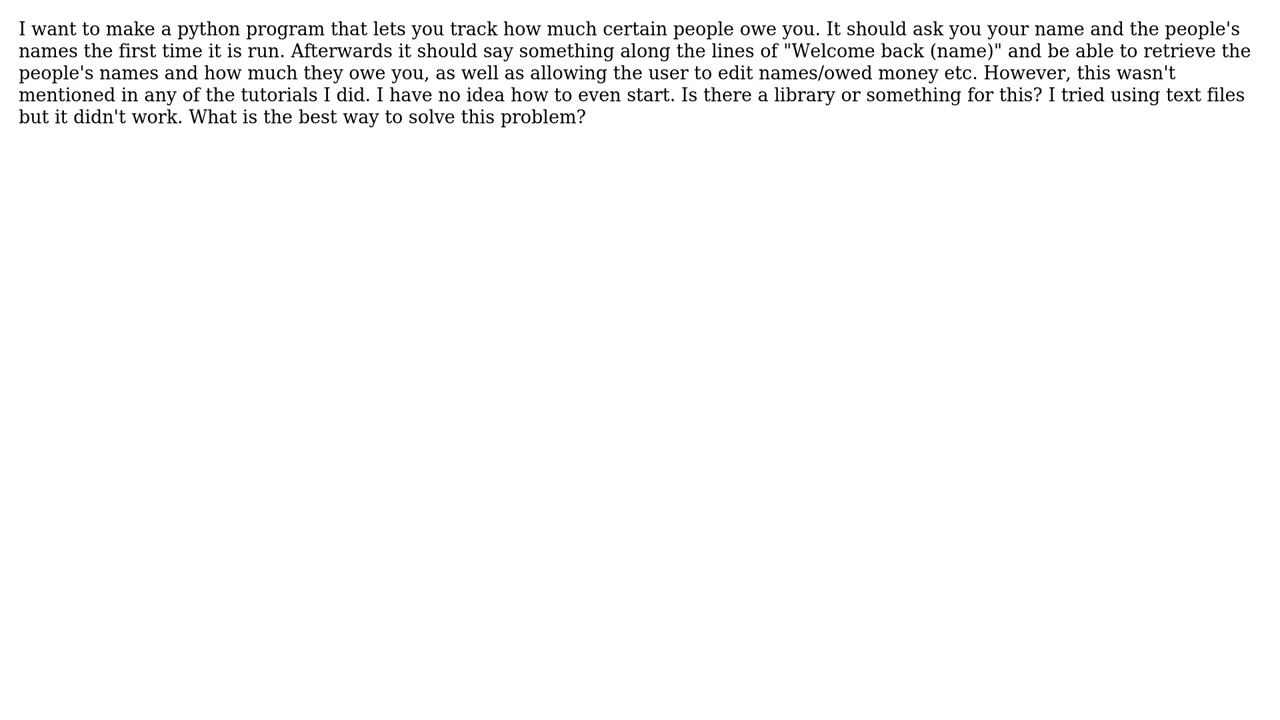 I want to make a python program that lets you track how much certain people owe you. It should ask you your name and the people's
names the first time it is run. Afterwards it should say something along the lines of "Welcome back (name)" and be able to retrieve the
people's names and how much they owe you, as well as allowing the user to edit names/owed money etc. However, this wasn't
mentioned in any of the tutorials I did. I have no idea how to even start. Is there a library or something for this? I tried using text files
but it didn't work. What is the best way to solve this problem?